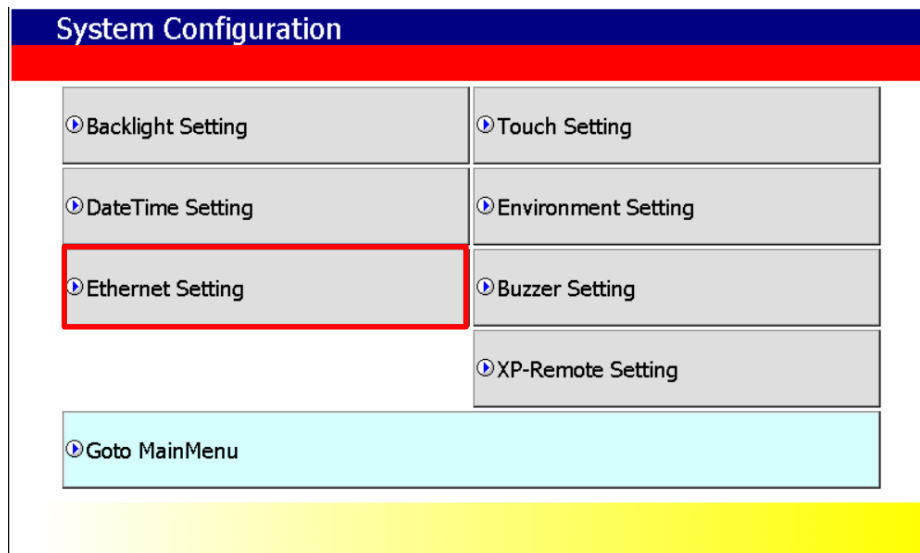 System Configuration
Backlight Setting
Touch Setting
DateTime Setting
Environment Setting
Ethernet Setting
Buzzer Setting
XP-Remote Setting
Goto MainMenu